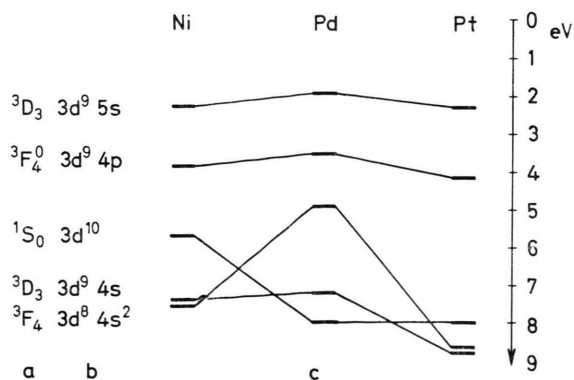 Ni Pd Pt 0 eV
1
³D₃ 3d⁹ 5s 2
3
³F₄⁰ 3d⁹ 4p 4
5
¹S₀ 3d¹⁰ 6
³D₃ 3d⁹ 4s 7
³F₄ 3d⁸ 4s² 8
a b c 9